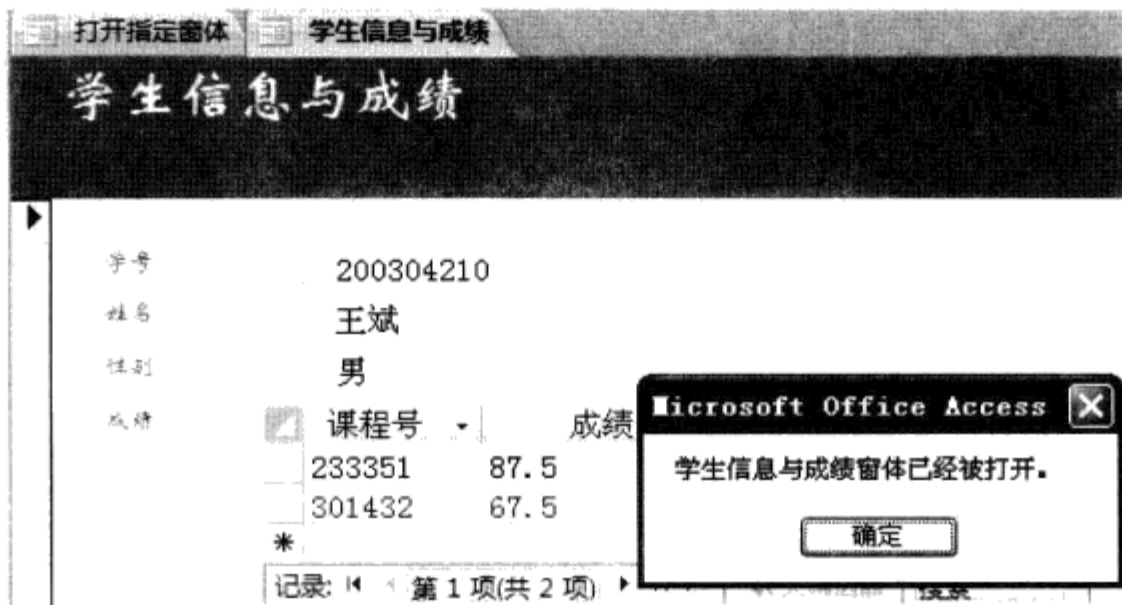 打开指定窗体 学生信息与成绩
学生信息与成绩
学号 200304210
姓名 王斌
性别 男
成绩 课程号 成绩
233351 87.5
301432 67.5
记录: 第 1 项(共 2 项) 搜索
Microsoft Office Access
学生信息与成绩窗体已经被打开。
确定